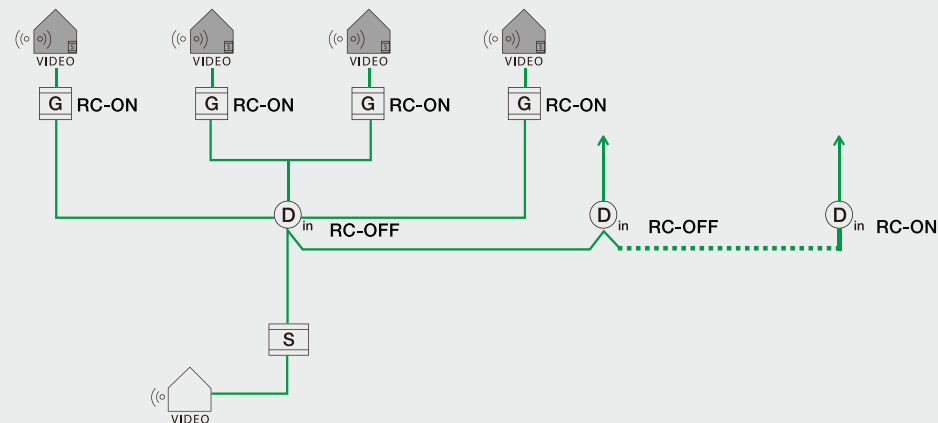 S S S S
VIDEO VIDEO VIDEO VIDEO
G RC-ON G RC-ON G RC-ON G RC-ON
D in RC-OFF D in RC-OFF D in RC-ON
S
VIDEO